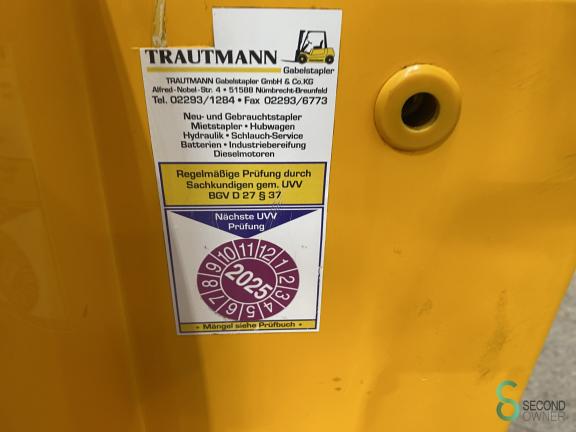 TRAUTMANN
Gabelstapler
TRAUTMANN Gabelstapler GmbH & Co.KG
Alfred-Nobel-Str. 4 • 51588 Nümbrecht-Breunfeld
Tel. 02293/1284 • Fax 02293/6773
Neu- und Gebrauchtstapler
Mietstapler • Hubwagen
Hydraulik • Schlauch-Service
Batterien • Industriebereifung
Dieselmotoren
Regelmäßige Prüfung durch
Sachkundigen gem. UVV
BGV D 27 § 37
Nächste UVV
Prüfung
1 2 3 4 5 6 7 8 9 10 11 12
2025
• Mängel siehe Prüfbuch •
SECOND
OWNER